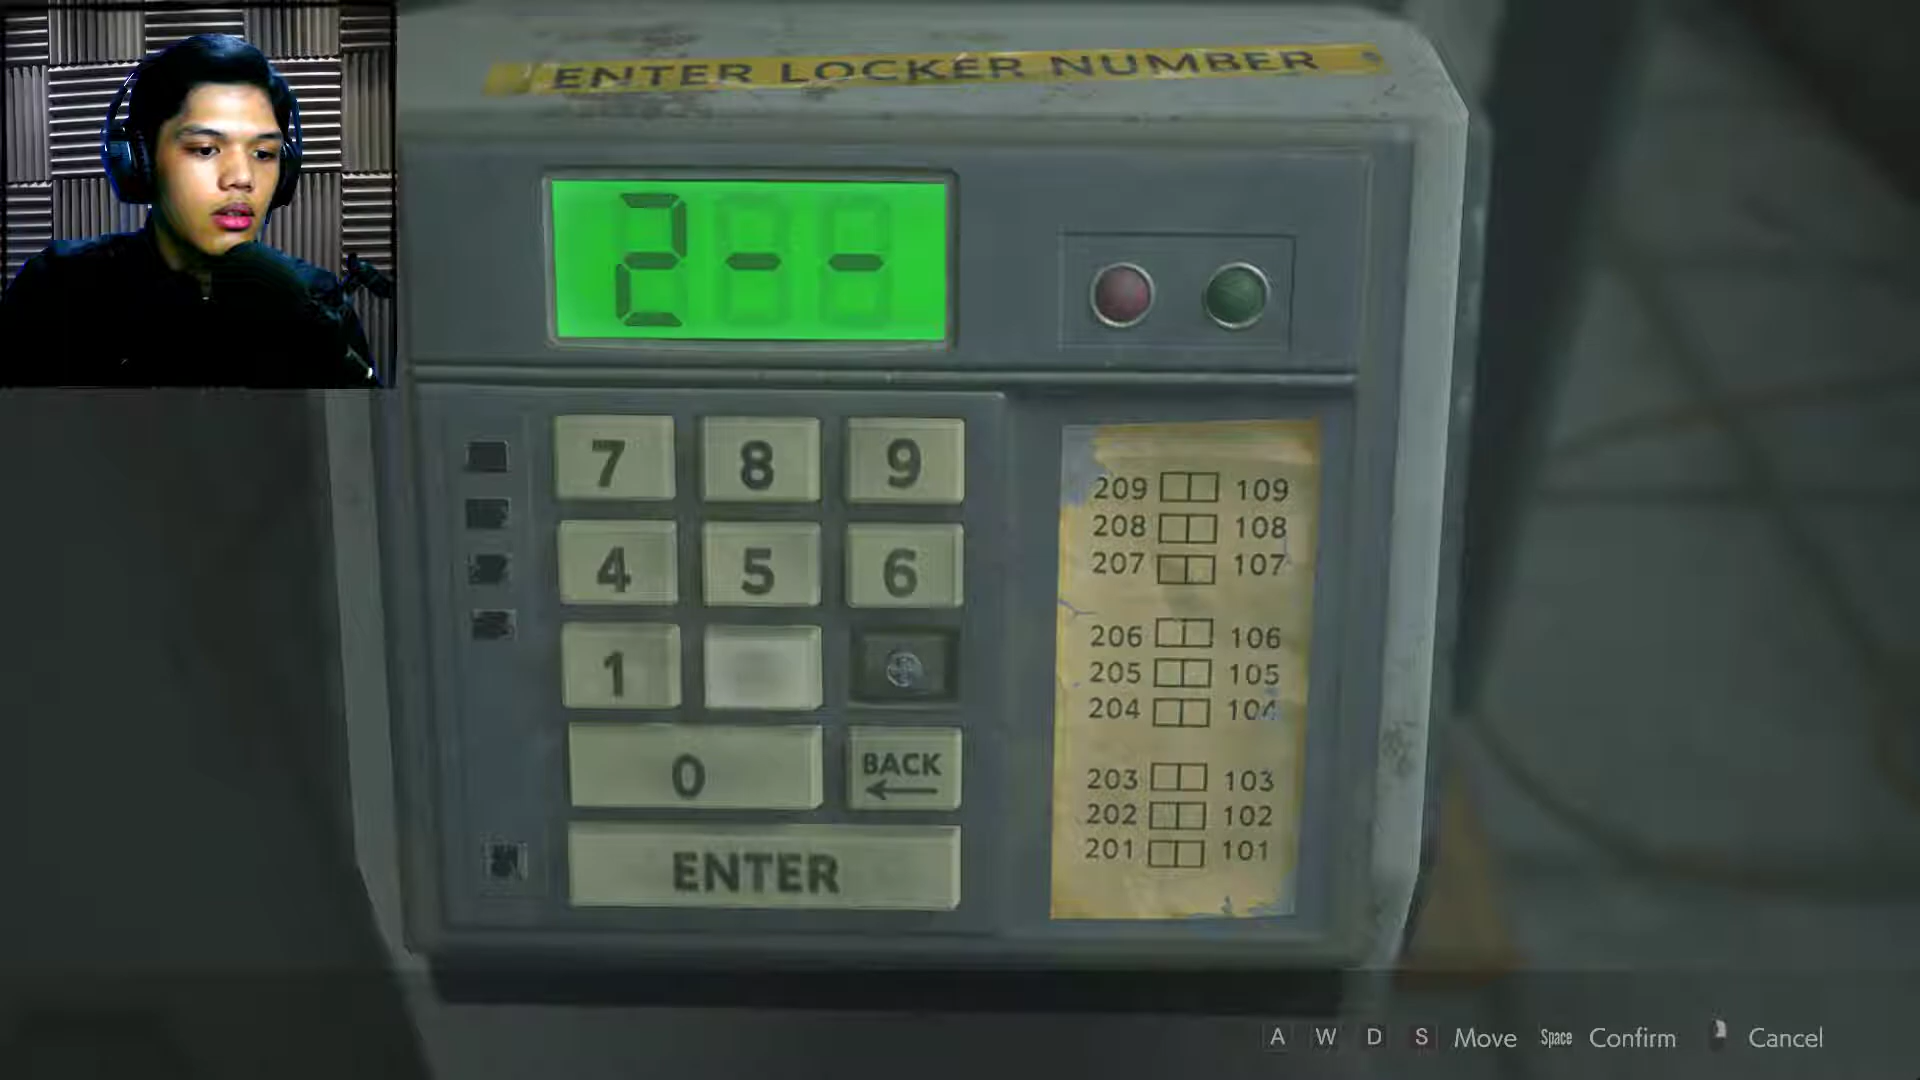 ENTER LOCKER NUMBER
2--
7 8 9
4 5 6
1
0 BACK
ENTER
209 109
208 108
207 107
206 106
205 105
204 104
203 103
202 102
201 101
A W D S Move Space Confirm Cancel